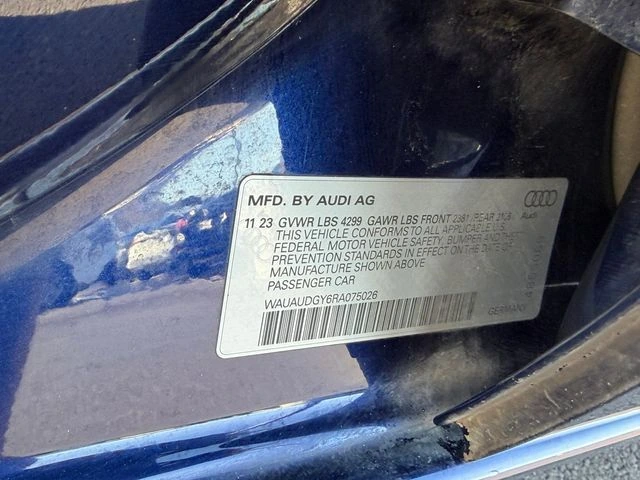 MFD. BY AUDI AG
11 23 GVWR LBS 4299 GAWR LBS FRONT 2381 /REAR
Audi
THIS VEHICLE CONFORMS TO ALL APPLICABLE U.S.
FEDERAL MOTOR VEHICLE SAFETY, BUMPER AND THEFT
PREVENTION STANDARDS IN EFFECT ON THE DATE OF
MANUFACTURE SHOWN ABOVE
PASSENGER CAR
WAUAUDGY6RA075026
GERMANY